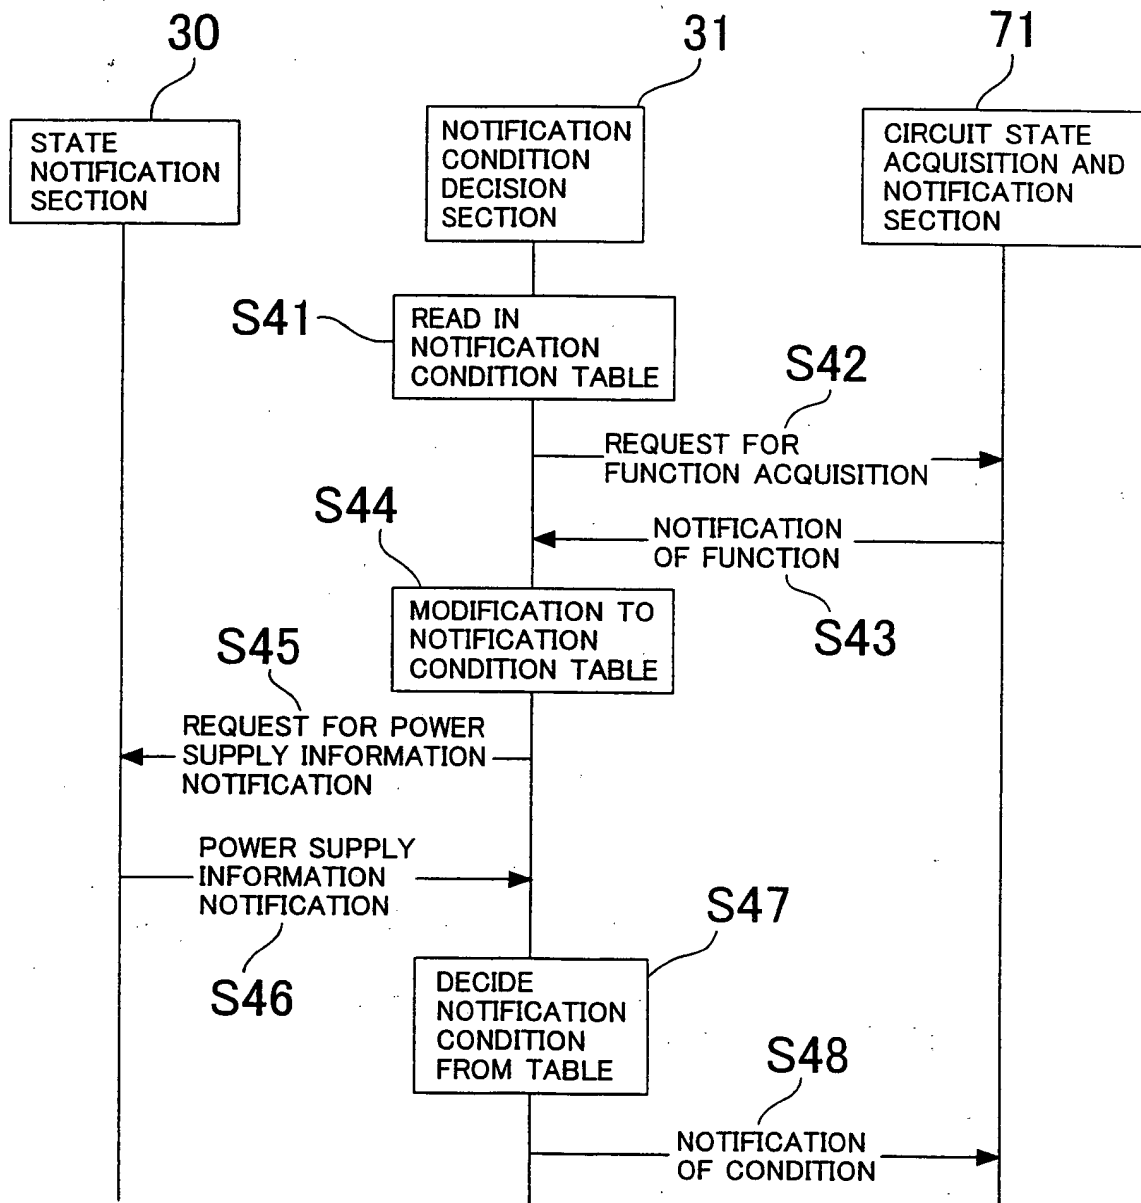 30
31
71
STATE
NOTIFICATION
SECTION
NOTIFICATION
CONDITION
DECISION
SECTION
CIRCUIT STATE
ACQUISITION AND
NOTIFICATION
SECTION
S41
READ IN
NOTIFICATION
CONDITION TABLE
S42
REQUEST FOR
FUNCTION ACQUISITION
NOTIFICATION
OF FUNCTION
S43
S44
MODIFICATION TO
NOTIFICATION
CONDITION TABLE
S45
REQUEST FOR POWER
SUPPLY INFORMATION
NOTIFICATION
POWER SUPPLY
INFORMATION
NOTIFICATION
S46
S47
DECIDE
NOTIFICATION
CONDITION
FROM TABLE
S48
NOTIFICATION
OF CONDITION